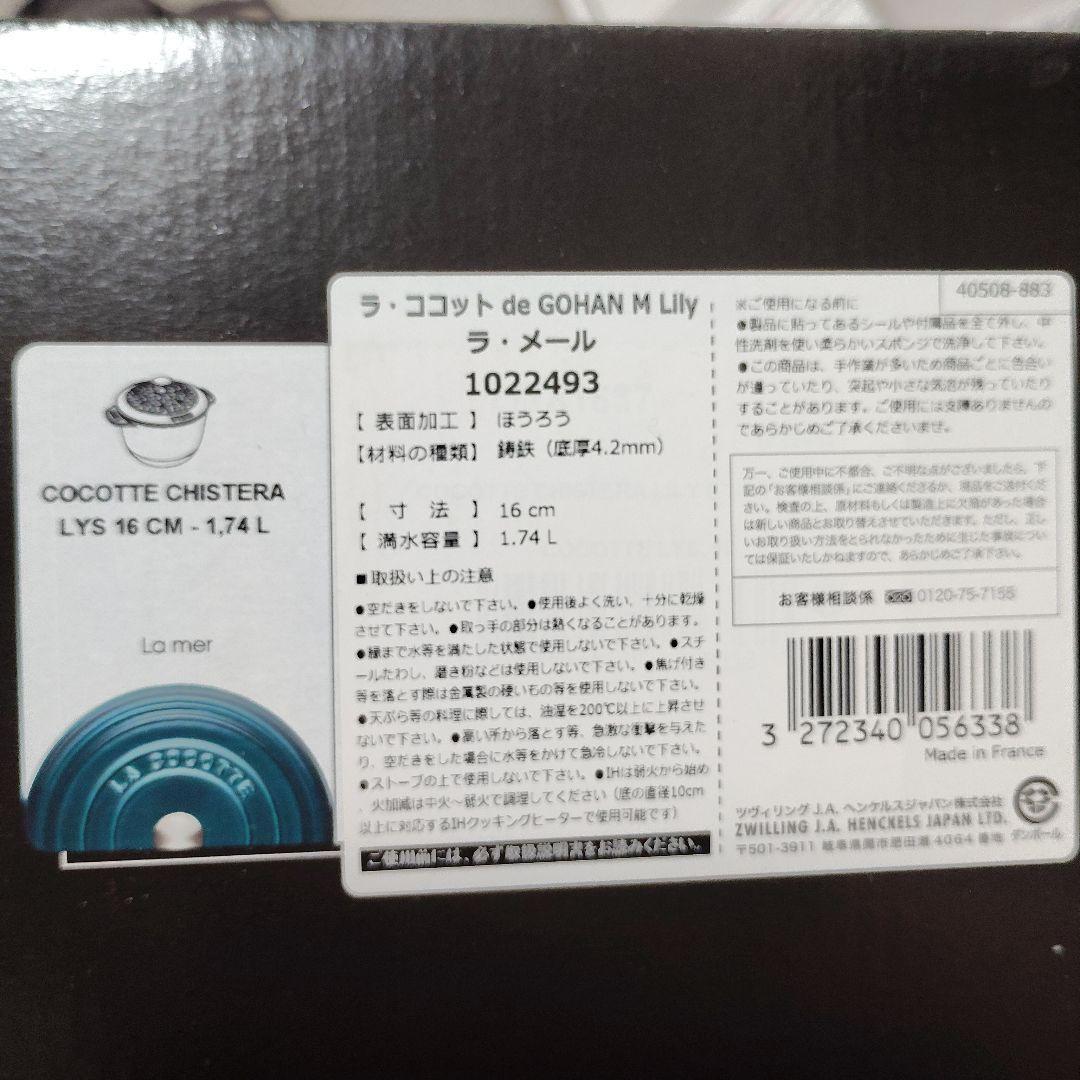 COCOTTE CHISTERA
LYS 16 CM - 1,74 L
La mer
LA COCOTTE
ラ・ココット de GOHAN M Lily
ラ・メール
1022493
【 表面加工 】 ほうろう
【材料の種類】 鋳鉄（底厚4.2mm）
【 寸 法 】 16 cm
【 満水容量 】 1.74 L
■取扱い上の注意
●空だきをしないで下さい。●使用後よく洗い、十分に乾燥
させて下さい。●取っ手の部分は熱くなることがあります。
●縁まで水等を満たした状態で使用しないで下さい。●スチ
ールたわし、磨き粉などは使用しないで下さい。●焦げ付き
等を落とす際は金属製の硬いもの等を使用しないで下さい。
●天ぷら等の料理に際しては、油温を200℃以上に上昇させ
ないで下さい。●高い所から落とす等、急激な衝撃を与えた
り、空だきをした場合に水等をかけて急冷しないで下さい。
●ストーブの上で使用しないで下さい。●IHは弱火から始め
火加減は中火～弱火で調理してください（底の直径10cm
以上に対応するIHクッキングヒーターで使用可能です）
ご使用前には、必ず取扱説明書をお読みください。
40508-883
※ご使用になる前に
●製品に貼ってあるシールや付属品を全て外し、中
性洗剤を使い柔らかいスポンジで洗浄して下さい。
●この商品は、手作業が多いため商品ごとに色合い
が違っていたり、突起や小さな気泡が残っていたり
することがあります。ご使用には支障ありませんの
であらかじめご了承くださいませ。
万一、ご使用中に不都合、ご不明な点がございましたら、下
記の「お客様相談係」にご連絡くださるか、現品をご送付くださ
い。検査の上、原材料もしくは製造上に欠陥があった場合
は新しい商品とお取り替えさせていただきます。ただし、正し
いお取り扱い方法をとられなかったために生じた事故につい
ては保証いたしかねますので、あらかじめご了承下さい。
お客様相談係 0120-75-7155
3 272340 056338
Made in France
ツヴィリング J.A. ヘンケルスジャパン株式会社
ZWILLING J.A. HENCKELS JAPAN LTD.
〒501-3911 岐阜県関市肥田瀬 4064 番地
ダンボール